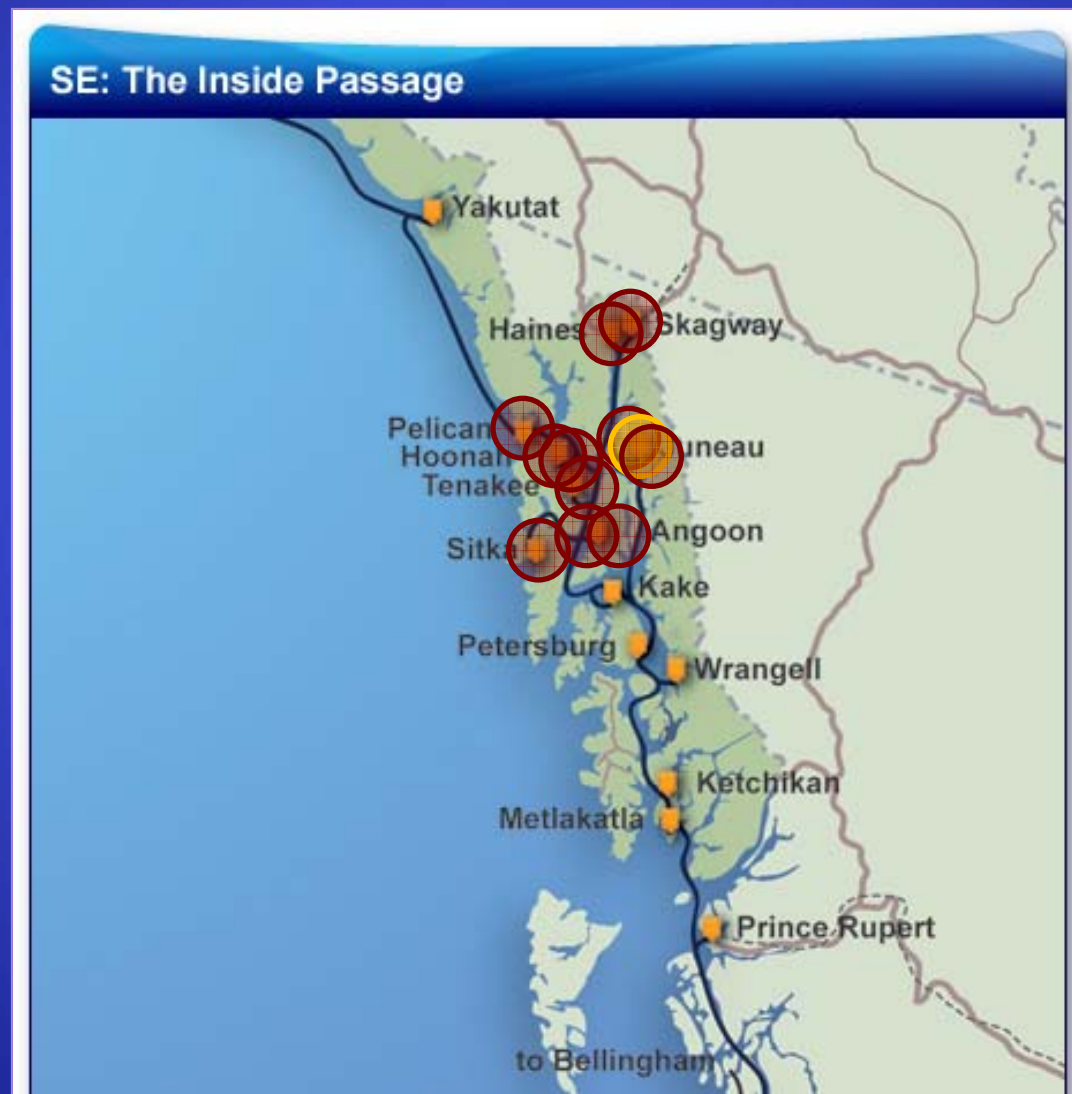 SE: The Inside Passage
Yakutat
Haines
Skagway
Pelican
Hoonah
uneau
Tenakee
Sitka
Angoon
Kake
Petersburg
Wrangell
Ketchikan
Metlakatla
Prince Rupert
to Bellingham